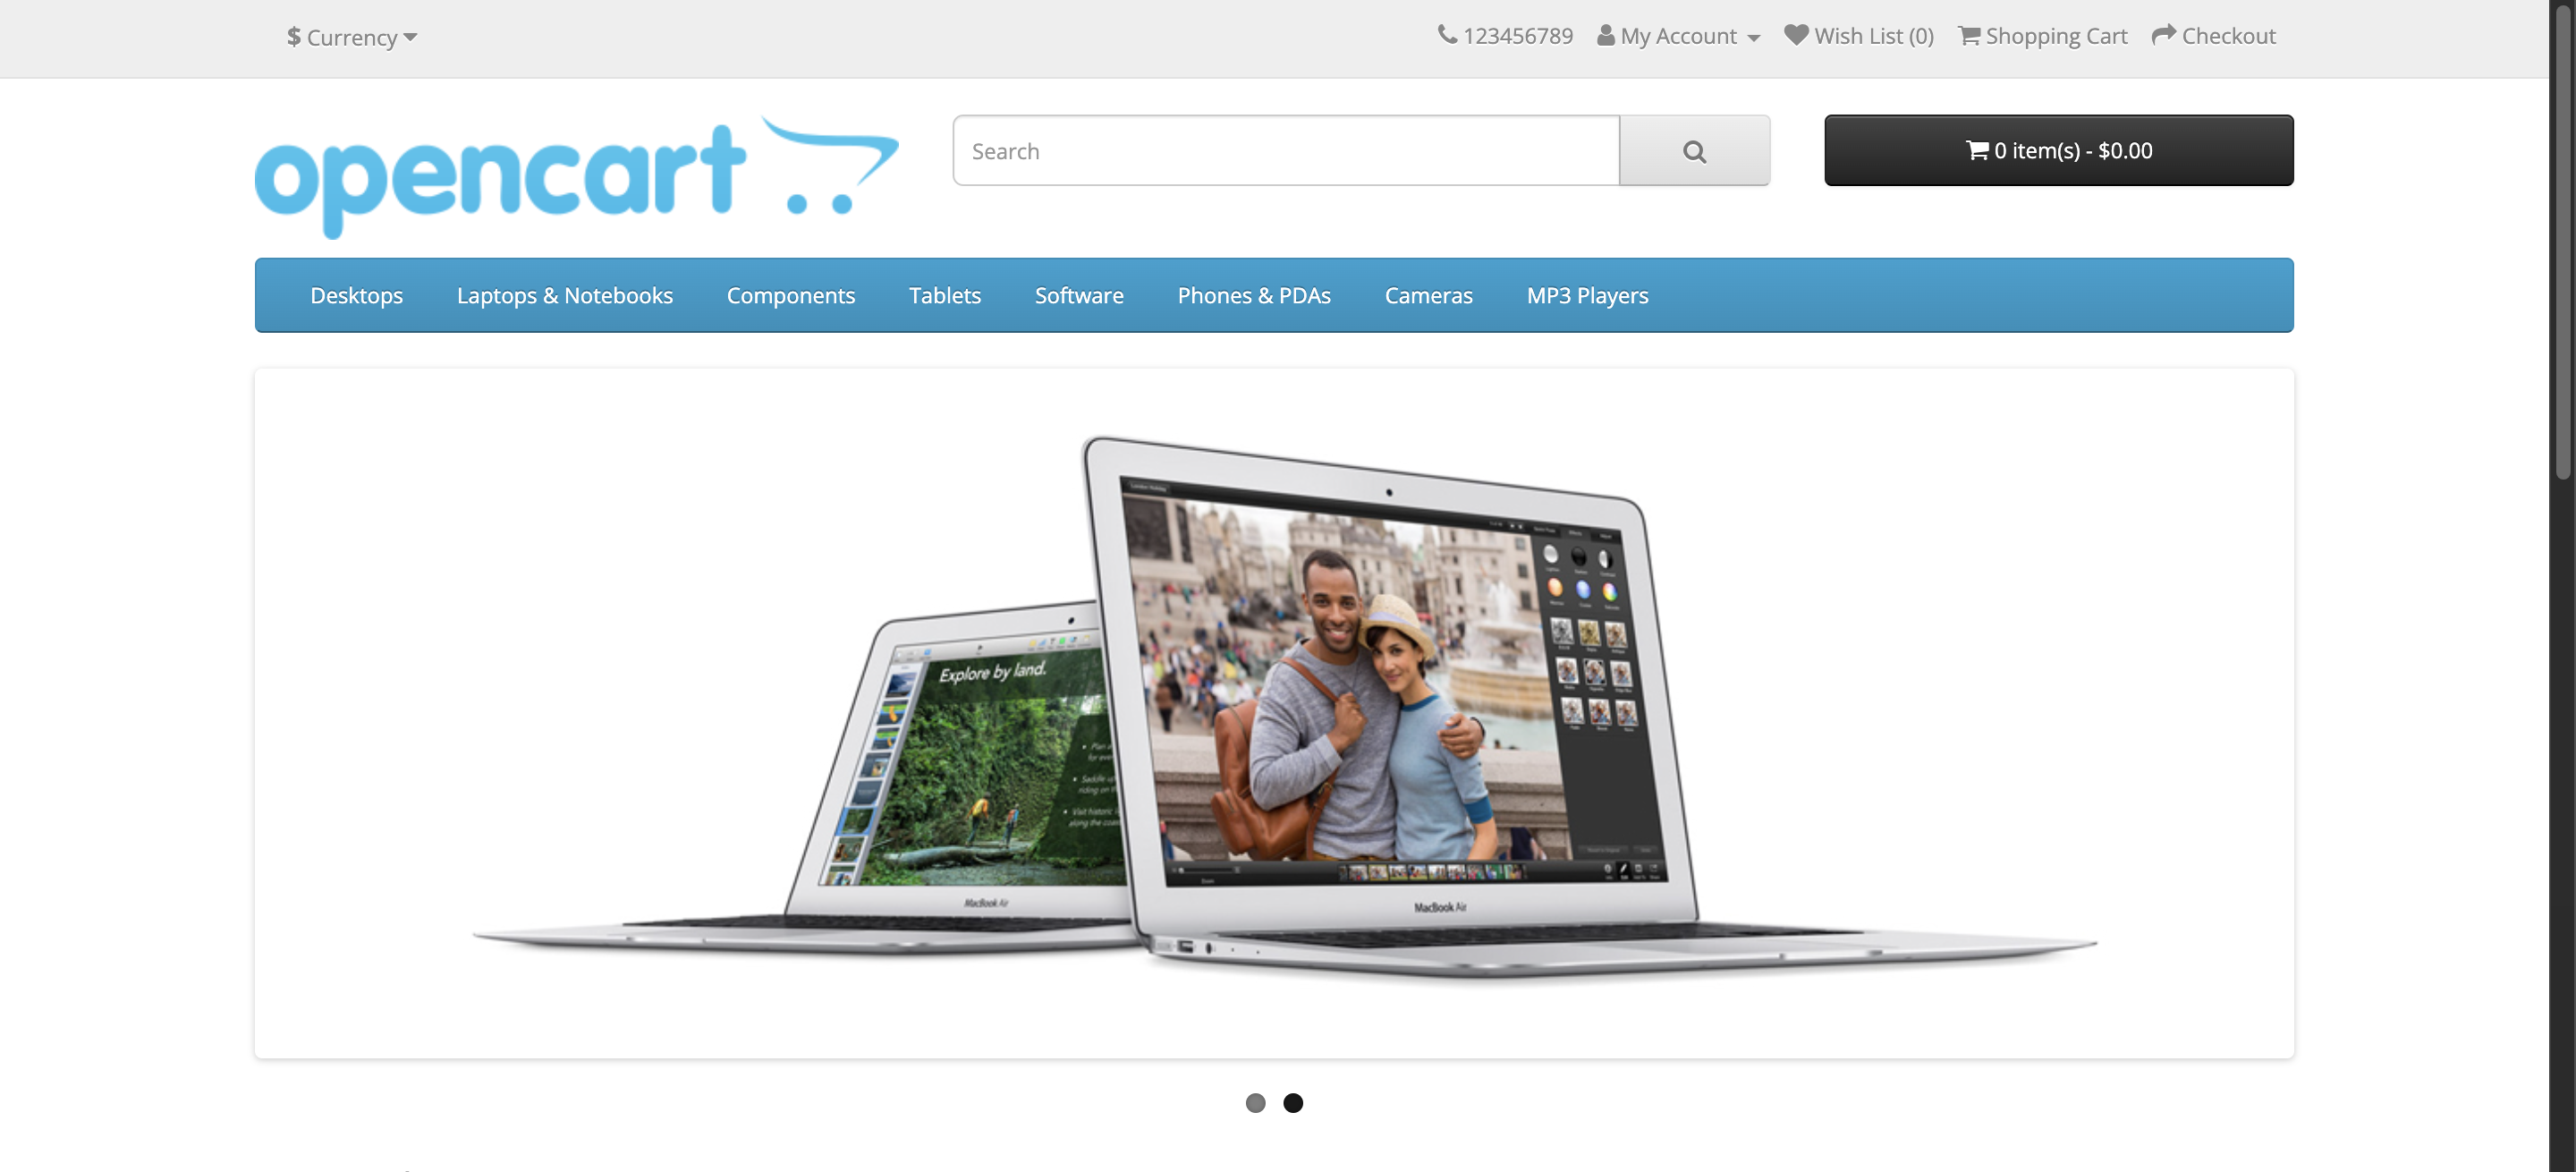 $ Currency
123456789 My Account Wish List (0) Shopping Cart Checkout
opencart
Search
0 item(s) - $0.00
Desktops Laptops & Notebooks Components Tablets Software Phones & PDAs Cameras MP3 Players
Explore by land.
MacBook Air
MacBook Air